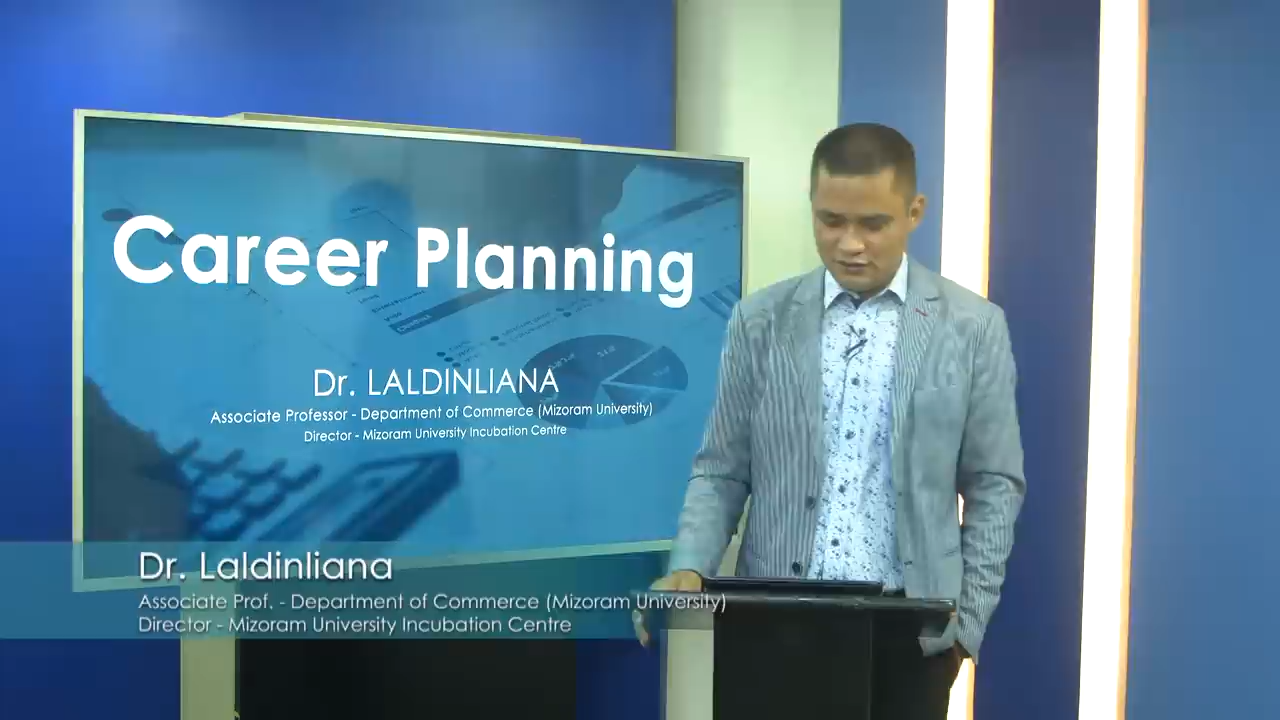 Career Planning
Dr. LALDINLIANA
Associate Professor - Department of Commerce (Mizoram University)
Director - Mizoram University Incubation Centre
Dr. Laldinliana
Associate Prof. - Department of Commerce (Mizoram University)
Director - Mizoram University Incubation Centre